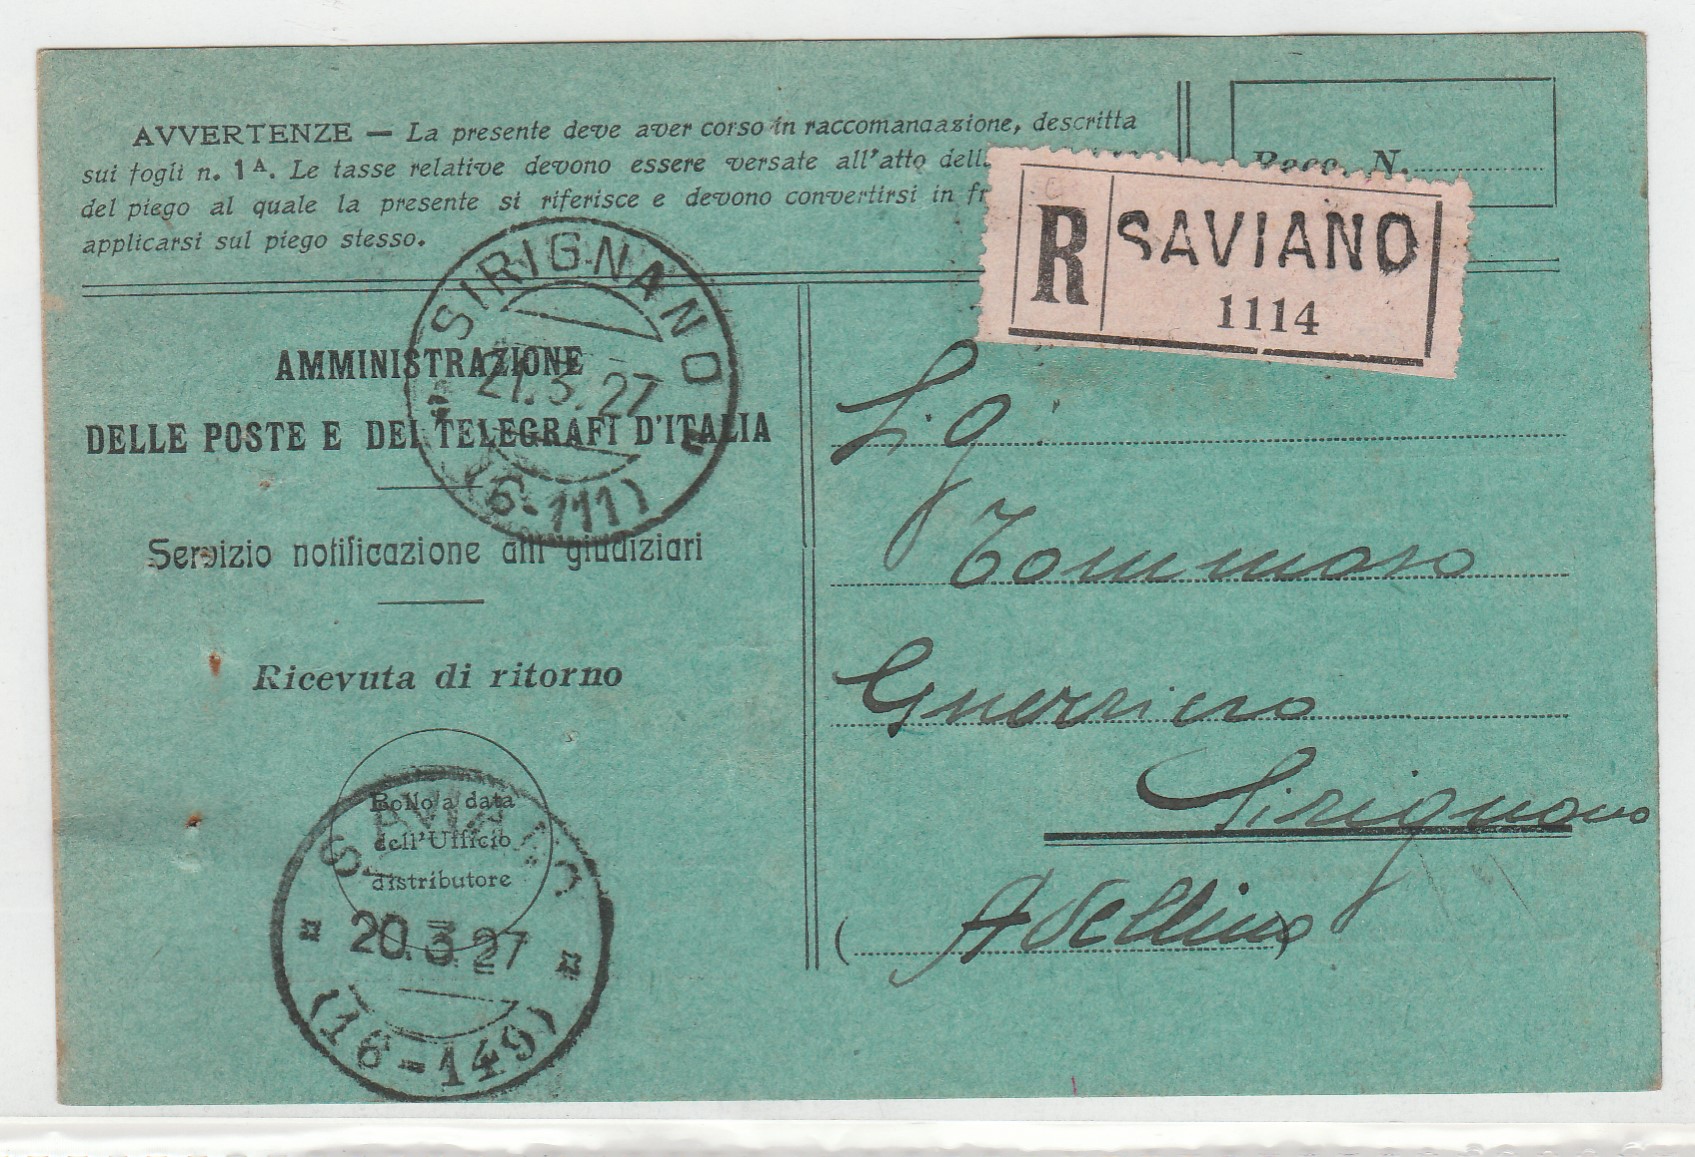 AVVERTENZE — La presente deve aver corso in raccomandazione, descritta
sui fogli n. 1ᴬ. Le tasse relative devono essere versate all'atto
del piego al quale la presente si riferisce e devono convertirsi in
applicarsi sul piego stesso.
Racc. N.
R SAVIANO
1114
SIRIGNANO
21.3.27
(6-111)
AMMINISTRAZIONE
DELLE POSTE E DEI TELEGRAFI D'ITALIA
Servizio notificazione atti giudiziari
Ricevuta di ritorno
Bollo a data
dell'Ufficio
distributore
SAVIANO
20.3.27
(16-149)
Tommaso
Guerriero
Sirignano
(Avellino)